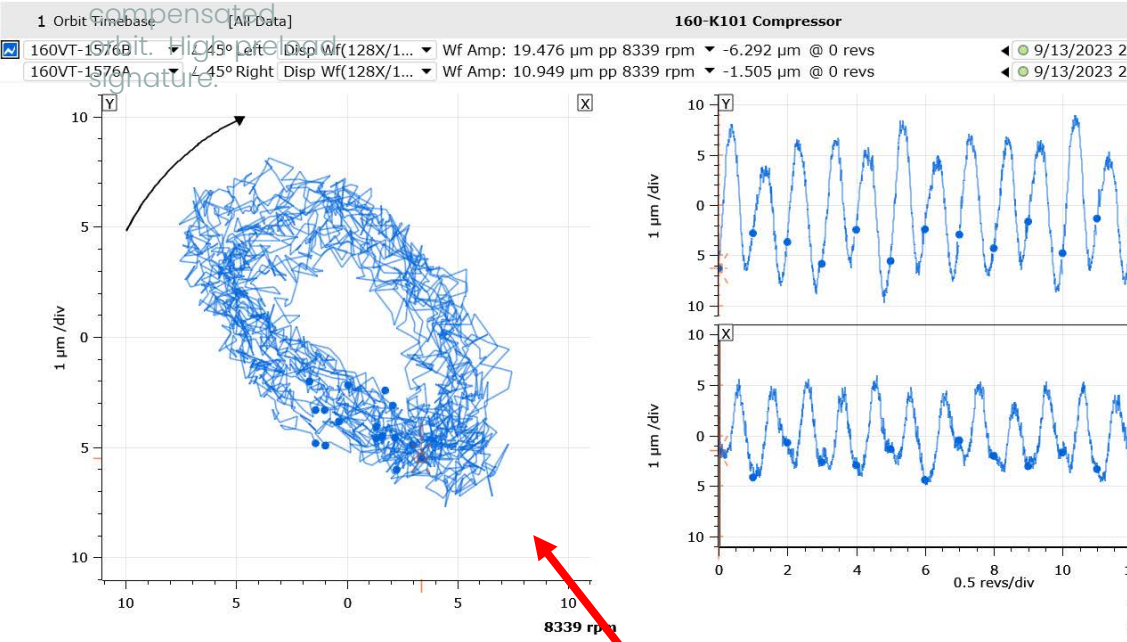 1 Orbit Timebase [All Data] 160-K101 Compressor
compensated
orbit. High preload
signature.
160VT-1576B ∠ 45° Left Disp Wf(128X/1... Wf Amp: 19.476 µm pp 8339 rpm -6.292 µm @ 0 revs 9/13/2023 2
160VT-1576A ∠ 45° Right Disp Wf(128X/1... Wf Amp: 10.949 µm pp 8339 rpm -1.505 µm @ 0 revs 9/13/2023 2
Y X
10
5
0
5
10
1 µm /div
10 5 0 5 10
8339 rpm
Y
10
5
0
5
10
1 µm /div
X
10
5
0
5
10
1 µm /div
0 2 4 6 8 10
0.5 revs/div